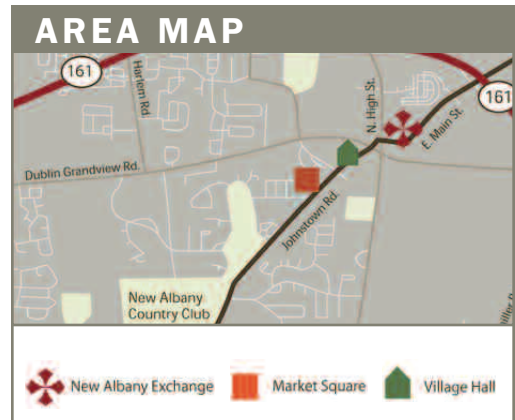 AREA MAP
161
Harlem Rd.
N. High St.
161
E. Main St.
Dublin Grandview Rd.
Johnstown Rd.
New Albany
Country Club
New Albany Exchange
Market Square
Village Hall